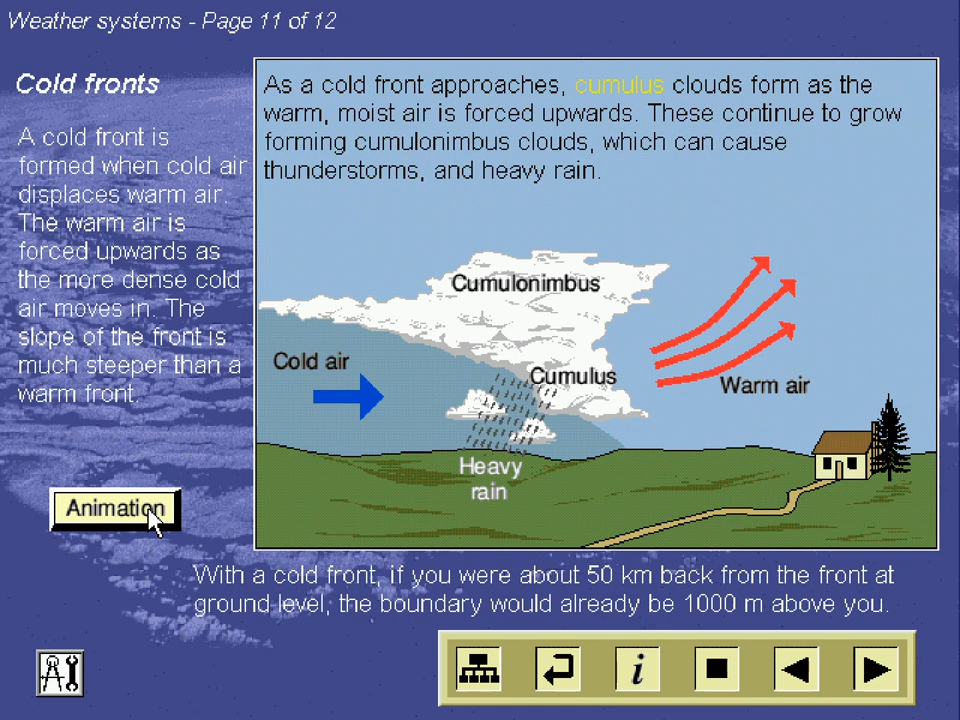 Weather systems - Page 11 of 12
Cold fronts
A cold front is
formed when cold air
displaces warm air.
The warm air is
forced upwards as
the more dense cold
air moves in. The
slope of the front is
much steeper than a
warm front.
As a cold front approaches, cumulus clouds form as the
warm, moist air is forced upwards. These continue to grow
forming cumulonimbus clouds, which can cause
thunderstorms, and heavy rain.
Cumulonimbus
Cold air
Cumulus
Warm air
Heavy
rain
Animation
With a cold front, if you were about 50 km back from the front at
ground level, the boundary would already be 1000 m above you.
i